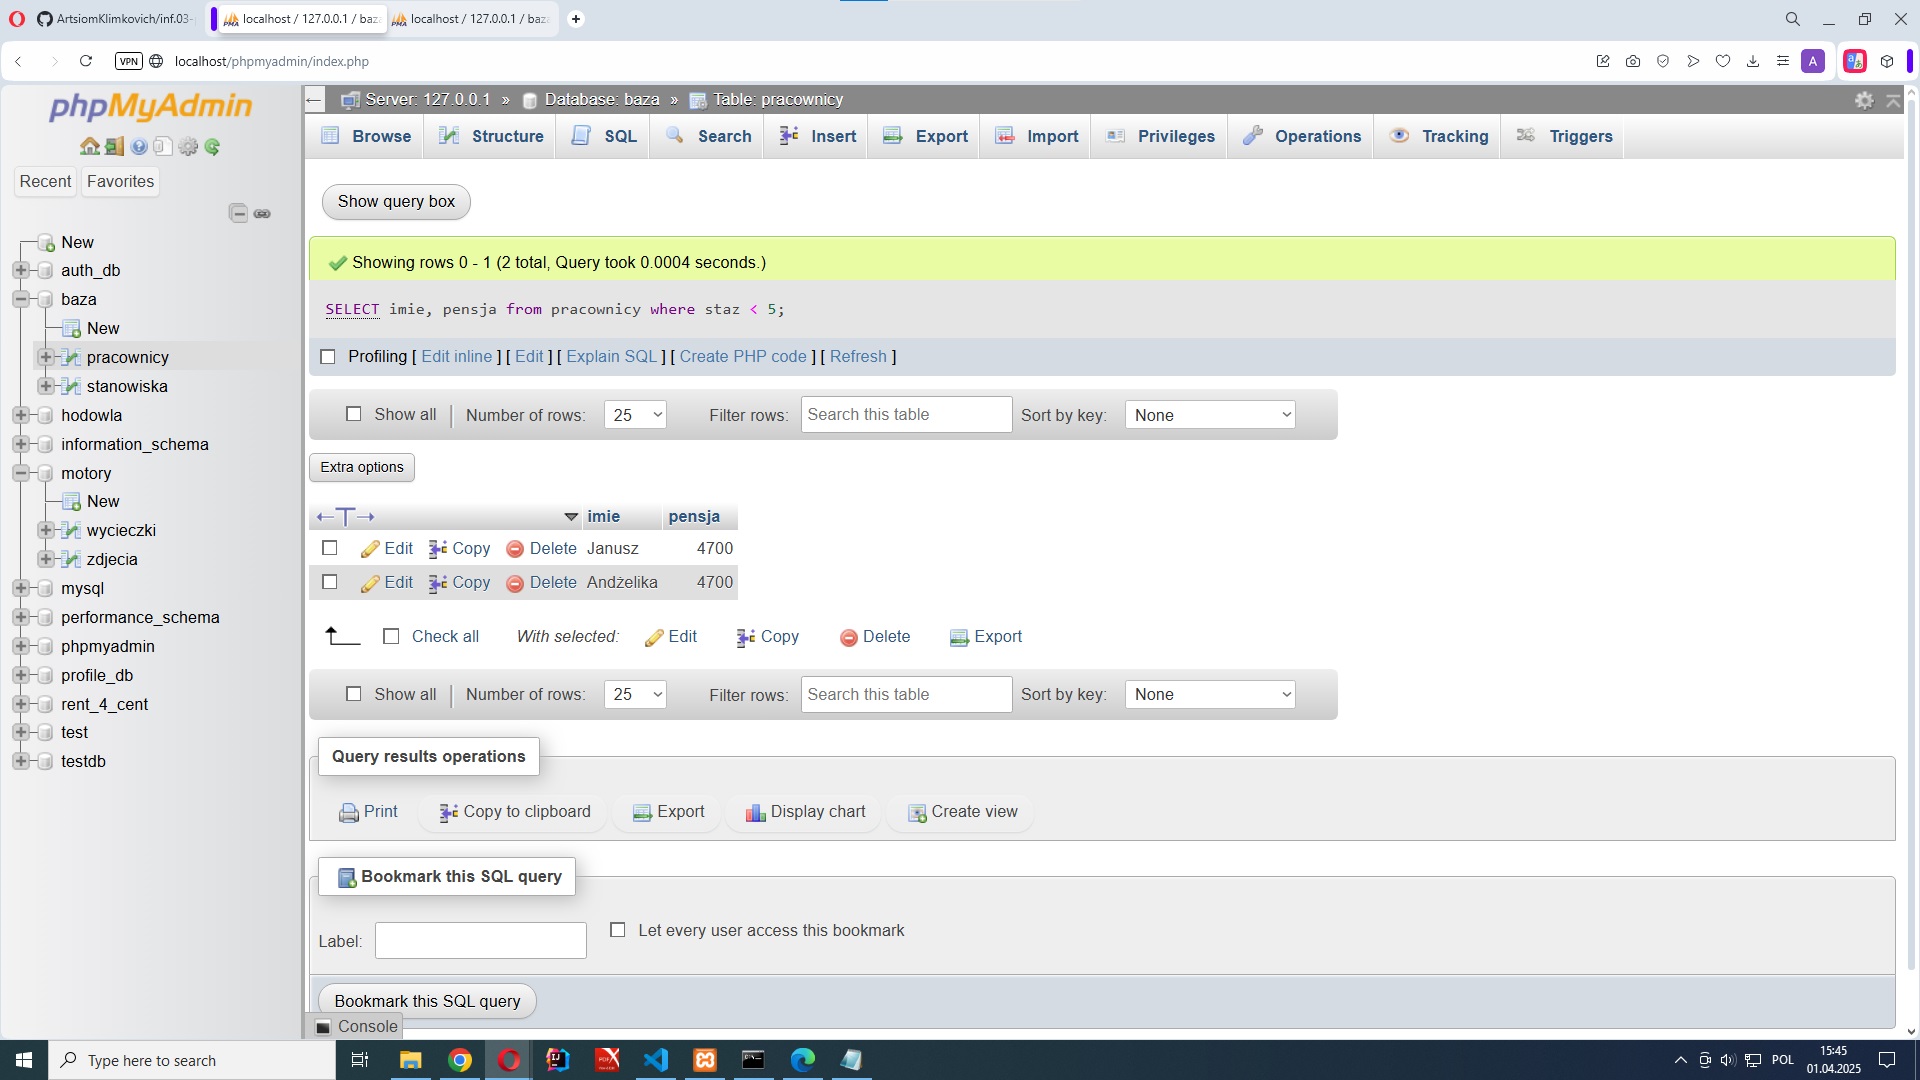 ArtsiomKlimkovich/inf.03-
localhost / 127.0.0.1 / baz
localhost / 127.0.0.1 / baz
VPN
localhost/phpmyadmin/index.php
A
phpMyAdmin
Recent
Favorites
New
auth_db
baza
New
pracownicy
stanowiska
hodowla
information_schema
motory
New
wycieczki
zdjecia
mysql
performance_schema
phpmyadmin
profile_db
rent_4_cent
test
testdb
Server: 127.0.0.1 » Database: baza » Table: pracownicy
Browse Structure SQL Search Insert Export Import Privileges Operations Tracking Triggers
Show query box
Showing rows 0 - 1 (2 total, Query took 0.0004 seconds.)
SELECT imie, pensja from pracownicy where staz < 5;
Profiling [ Edit inline ] [ Edit ] [ Explain SQL ] [ Create PHP code ] [ Refresh ]
Show all Number of rows: 25 Filter rows: Search this table Sort by key: None
Extra options
imie pensja
Edit Copy Delete Janusz 4700
Edit Copy Delete Andżelika 4700
Check all With selected: Edit Copy Delete Export
Show all Number of rows: 25 Filter rows: Search this table Sort by key: None
Query results operations
Print Copy to clipboard Export Display chart Create view
Bookmark this SQL query
Label: Let every user access this bookmark
Bookmark this SQL query
Console
Type here to search
POL
15:45
01.04.2025